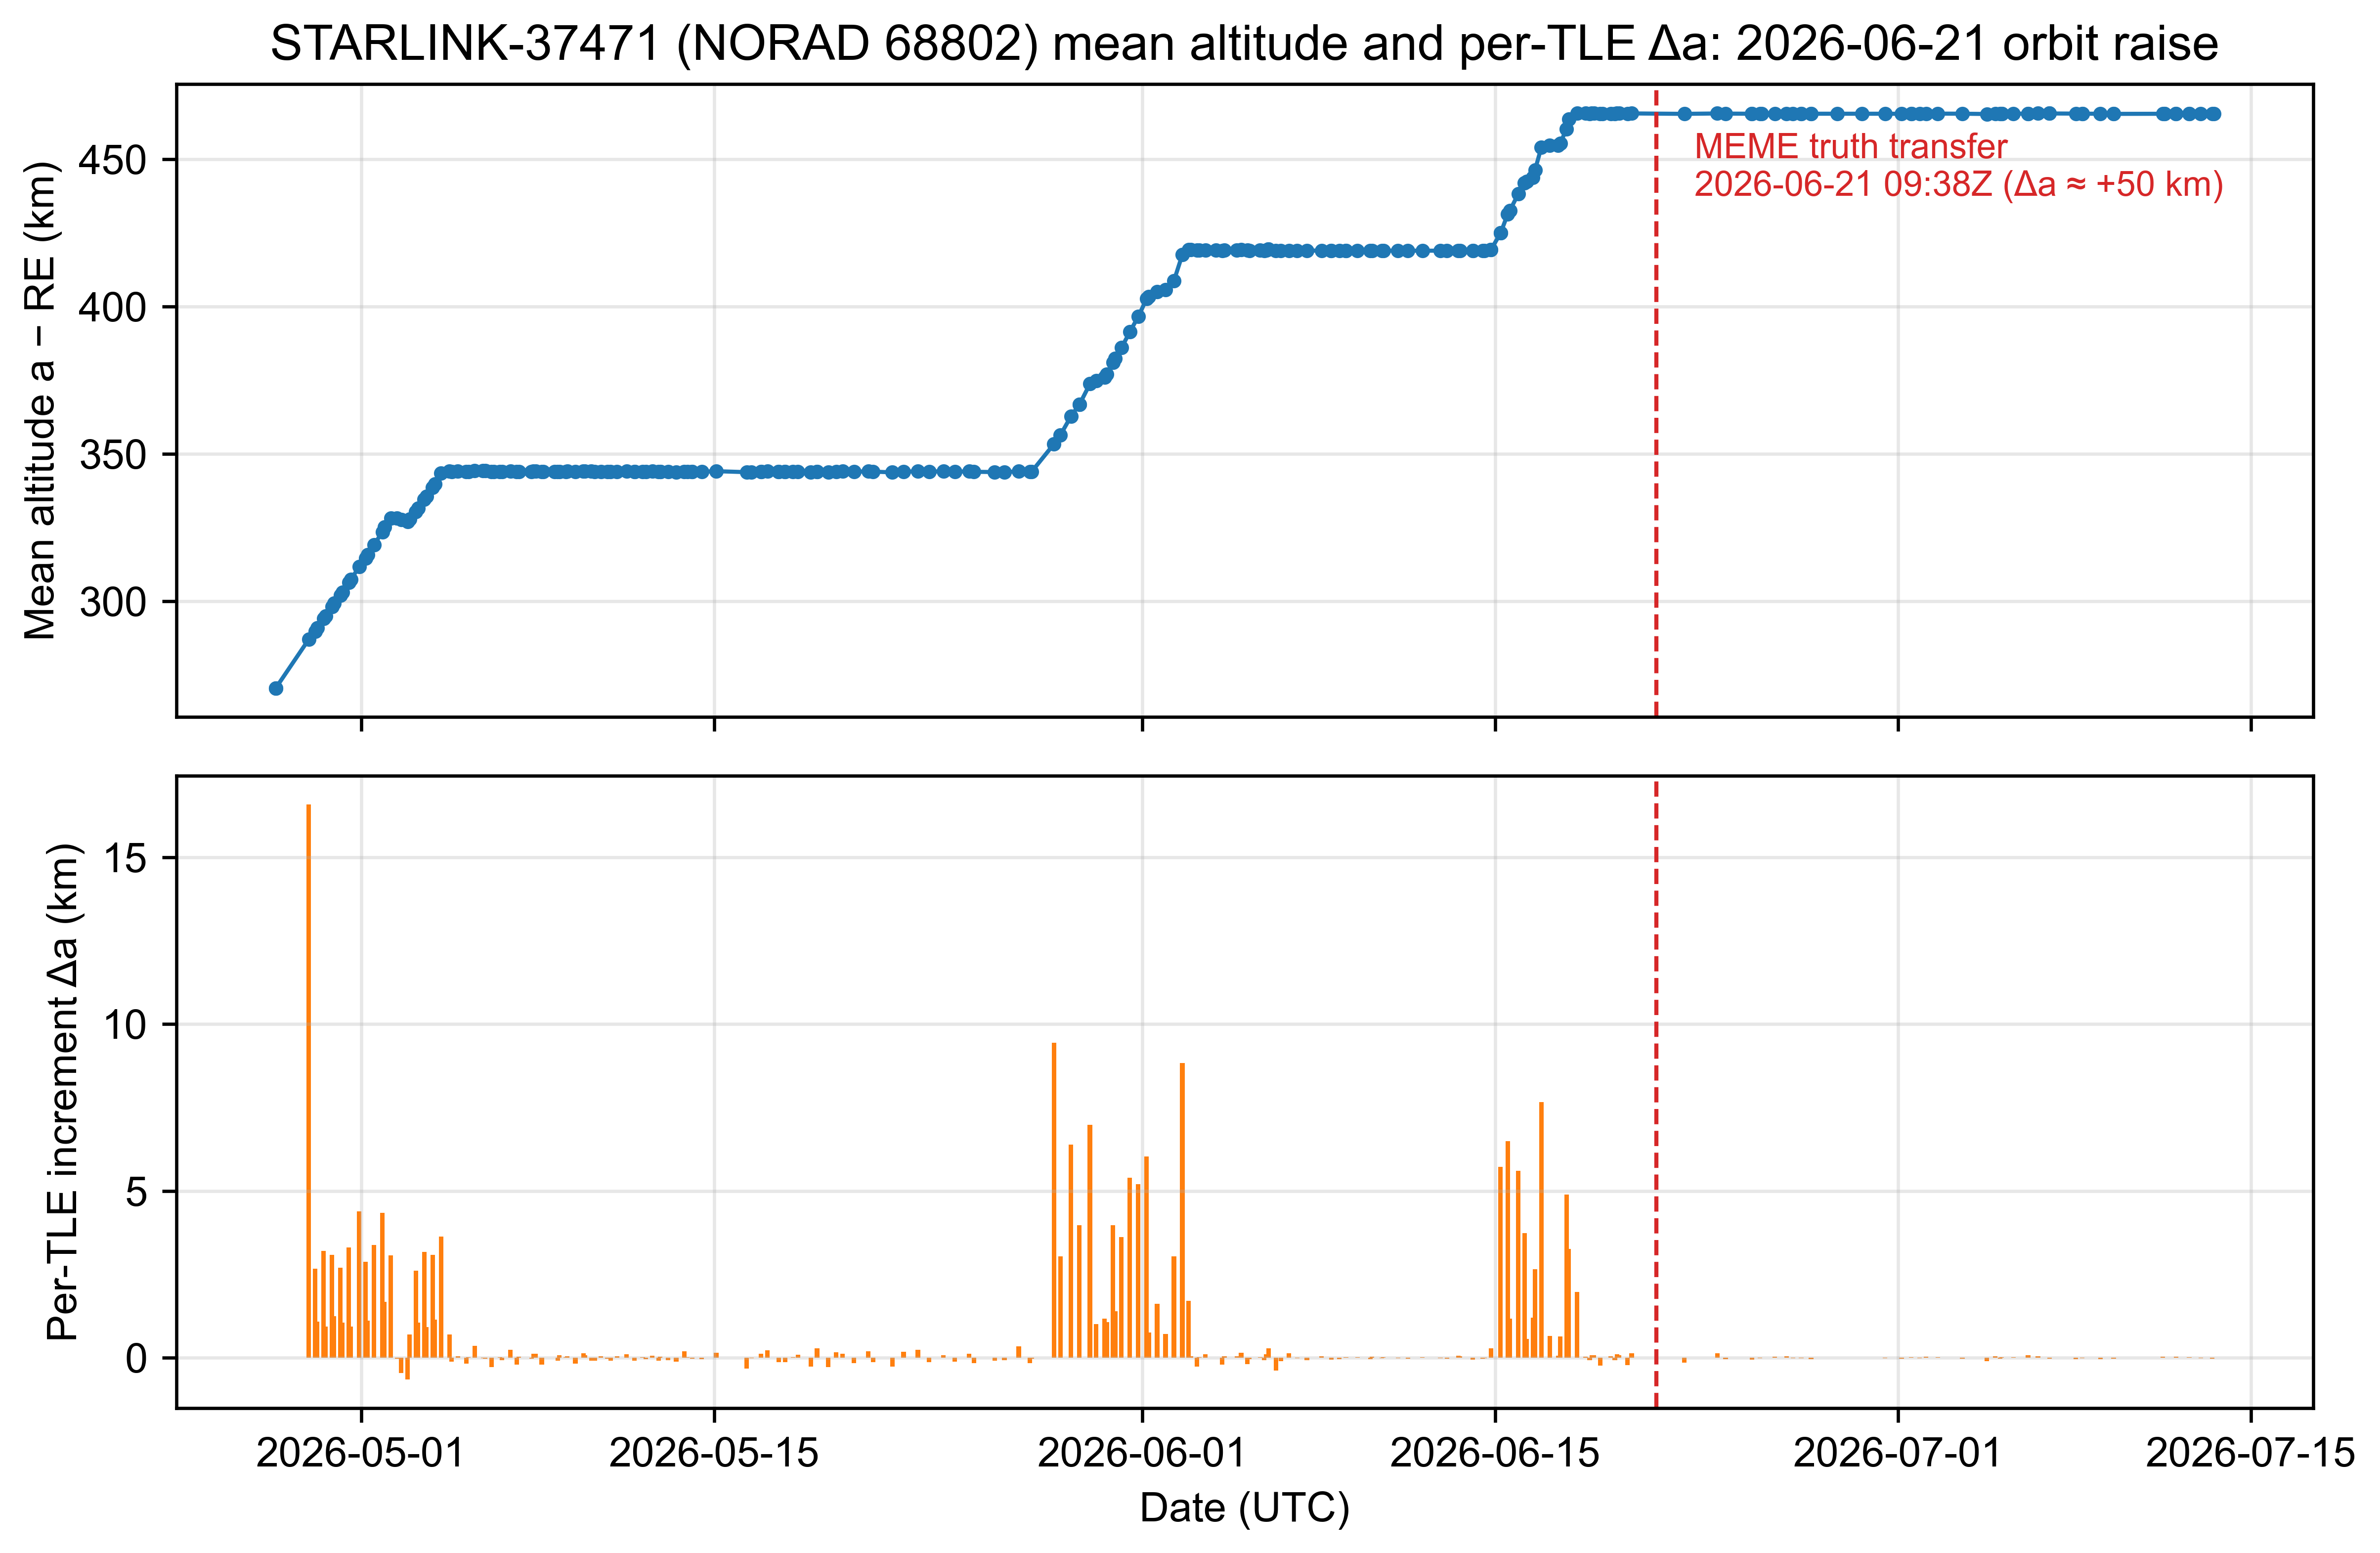 STARLINK-37471 (NORAD 68802) mean altitude and per-TLE Δa: 2026-06-21 orbit raise
Mean altitude a − RE (km)
450
400
350
300
MEME truth transfer
2026-06-21 09:38Z (Δa ≈ +50 km)
Per-TLE increment Δa (km)
15
10
5
0
2026-05-01
2026-05-15
2026-06-01
2026-06-15
2026-07-01
2026-07-15
Date (UTC)